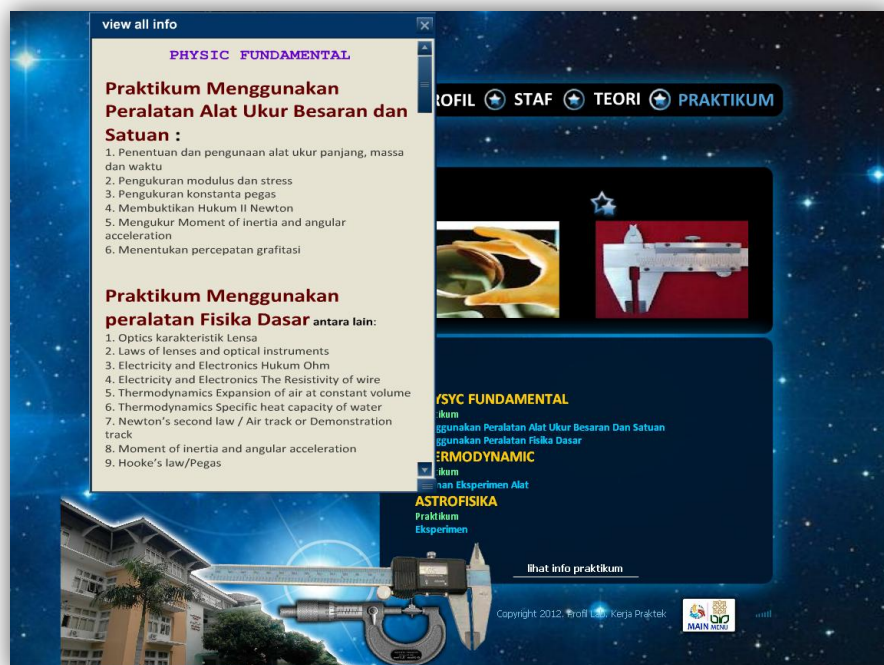 view all info
PHYSIC FUNDAMENTAL
Praktikum Menggunakan
Peralatan Alat Ukur Besaran dan
Satuan :
1. Penentuan dan pengunaan alat ukur panjang, massa
dan waktu
2. Pengukuran modulus dan stress
3. Pengukuran konstanta pegas
4. Membuktikan Hukum II Newton
5. Mengukur Moment of inertia and angular
acceleration
6. Menentukan percepatan grafitasi
Praktikum Menggunakan
peralatan Fisika Dasar antara lain:
1. Optics karakteristik Lensa
2. Laws of lenses and optical instruments
3. Electricity and Electronics Hukum Ohm
4. Electricity and Electronics The Resistivity of wire
5. Thermodynamics Expansion of air at constant volume
6. Thermodynamics Specific heat capacity of water
7. Newton's second law / Air track or Demonstration
track
8. Moment of inertia and angular acceleration
9. Hooke's law/Pegas
OFIL STAF TEORI PRAKTIKUM
YSYC FUNDAMENTAL
ikum
ggunakan Peralatan Alat Ukur Besaran Dan Satuan
ggunakan Peralatan Fisika Dasar
ERMODYNAMIC
ikum
nan Eksperimen Alat
ASTROFISIKA
Praktikum
Eksperimen
lihat info praktikum
Copyright 2012, Profil Lab. Kerja Praktek
MAIN MENU